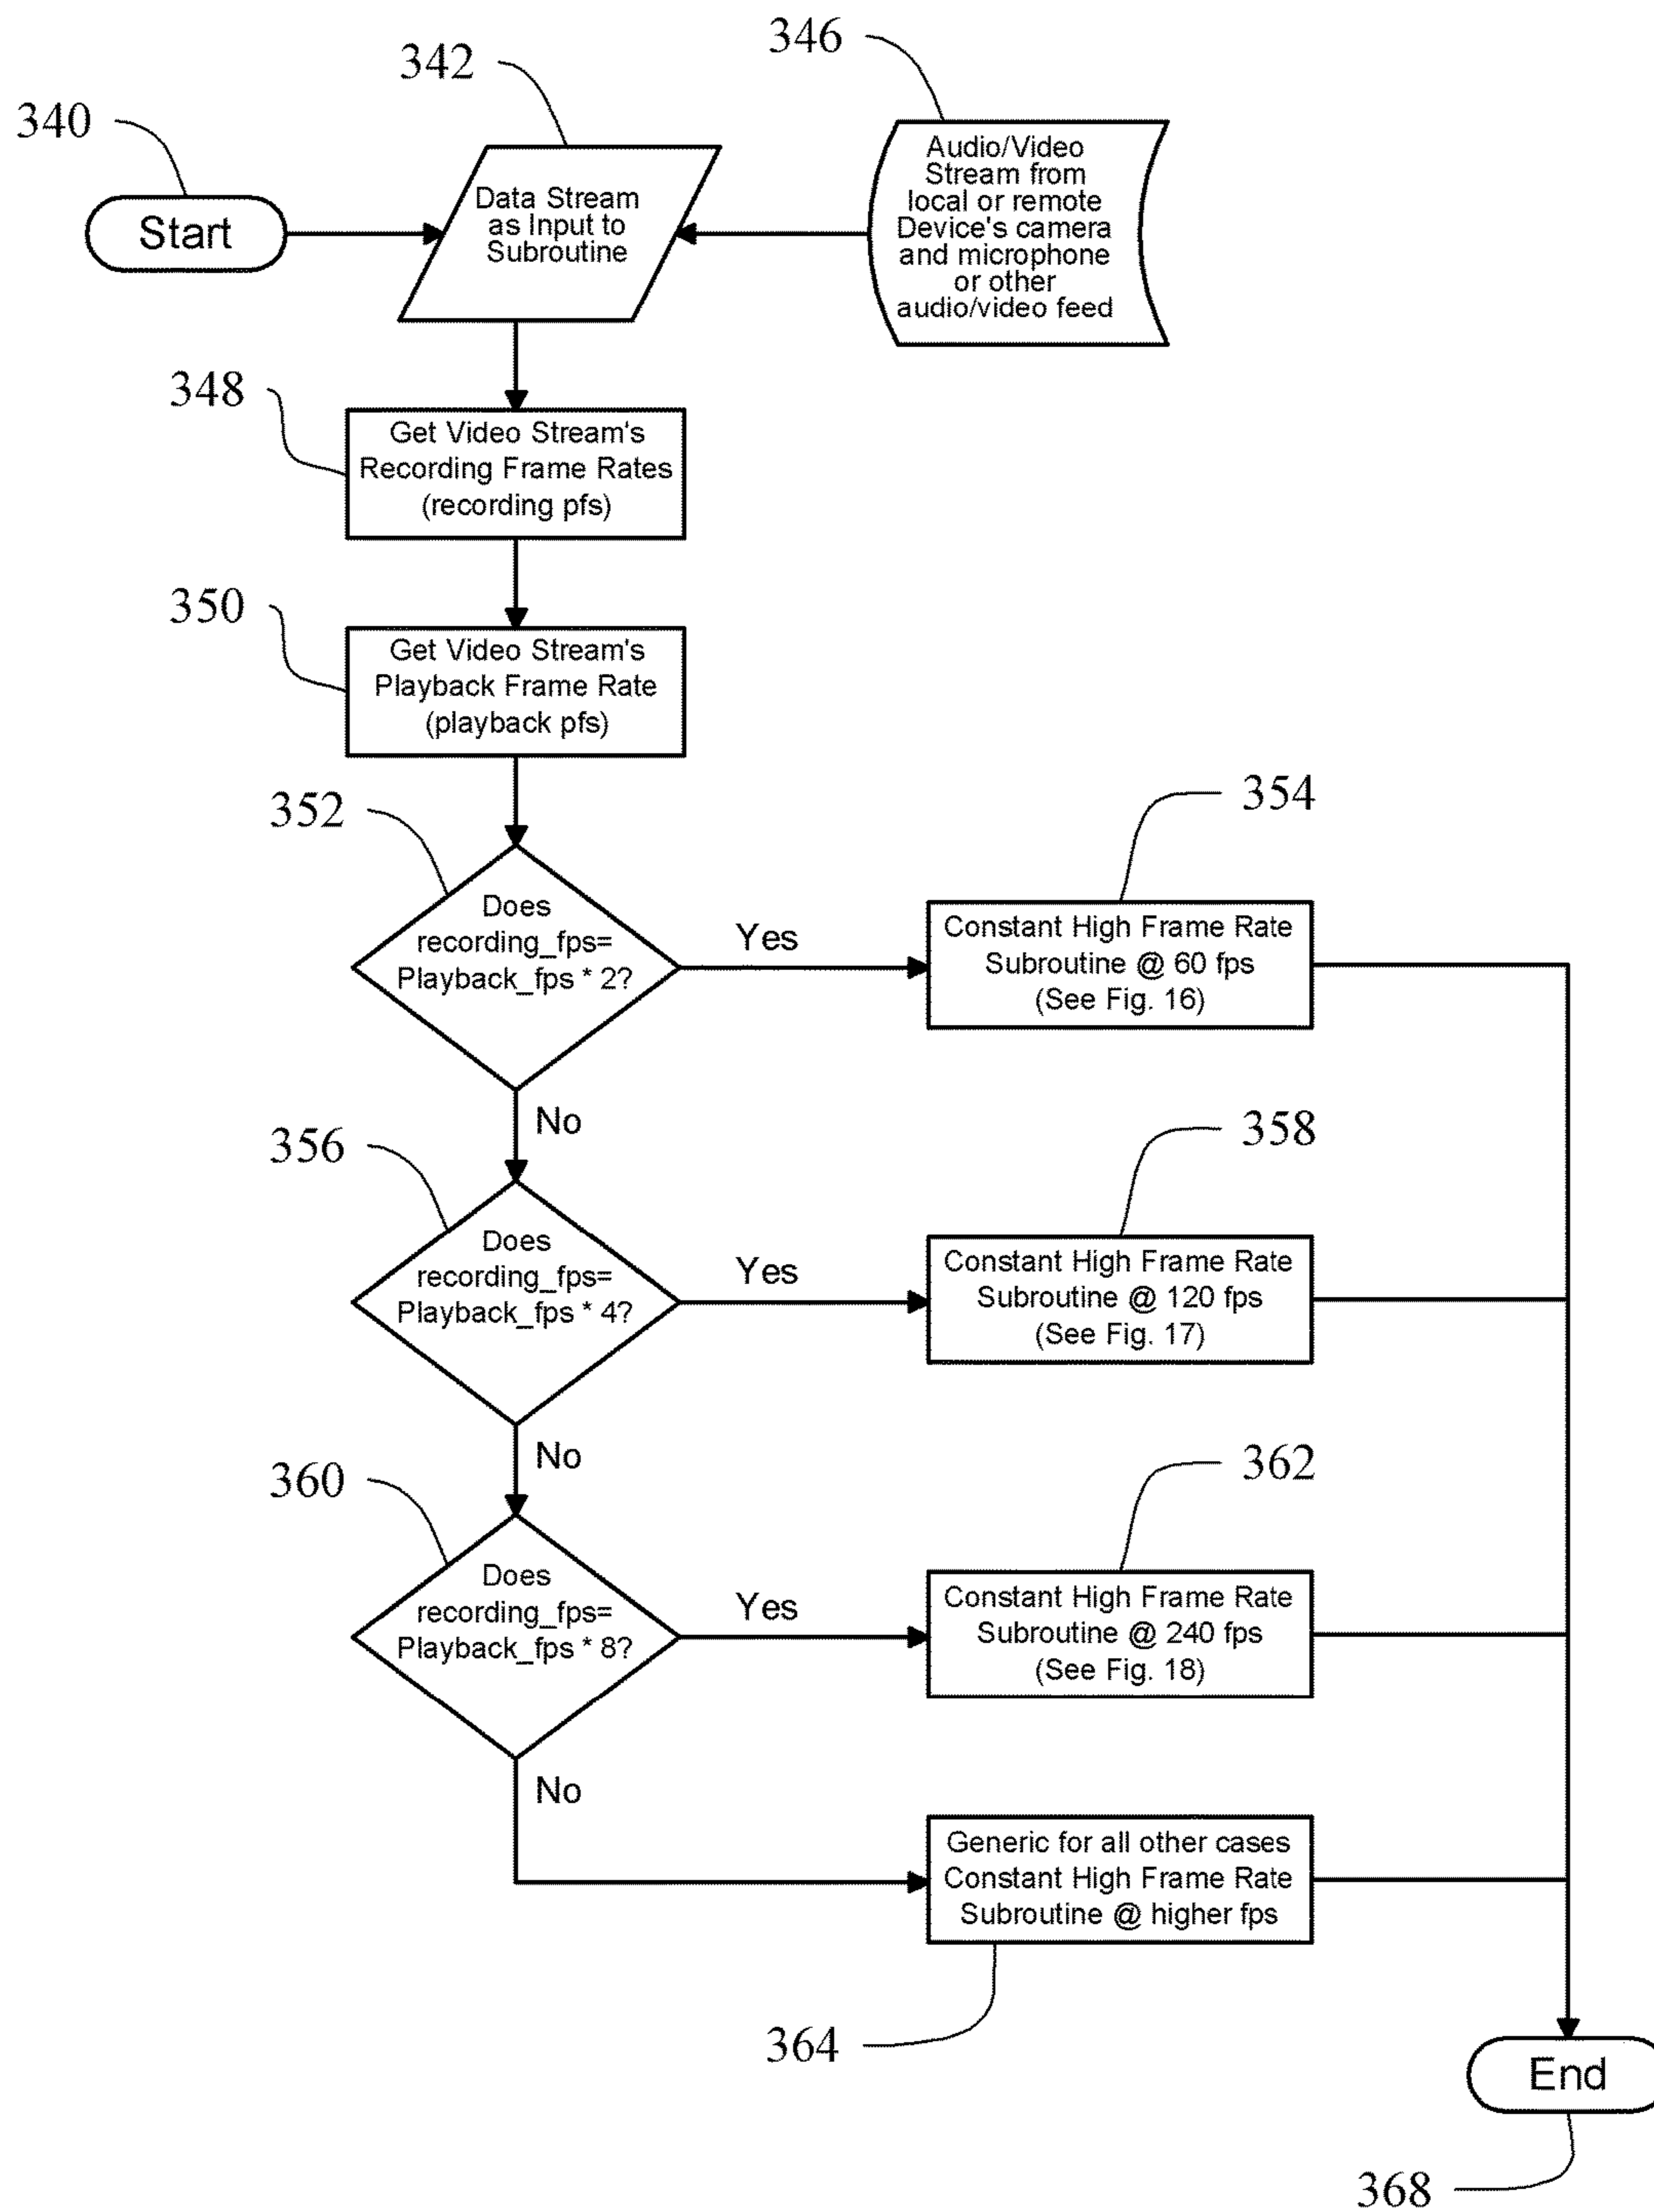 342
346
340
Start
Data Stream
as Input to
Subroutine
Audio/Video
Stream from
local or remote
Device's camera
and microphone
or other
audio/video feed
348
Get Video Stream's
Recording Frame Rates
(recording pfs)
350
Get Video Stream's
Playback Frame Rate
(playback pfs)
352
Does
recording_fps=
Playback_fps * 2?
Yes
354
Constant High Frame Rate
Subroutine @ 60 fps
(See Fig. 16)
No
356
Does
recording_fps=
Playback_fps * 4?
Yes
358
Constant High Frame Rate
Subroutine @ 120 fps
(See Fig. 17)
No
360
Does
recording_fps=
Playback_fps * 8?
Yes
362
Constant High Frame Rate
Subroutine @ 240 fps
(See Fig. 18)
No
Generic for all other cases
Constant High Frame Rate
Subroutine @ higher fps
364
End
368